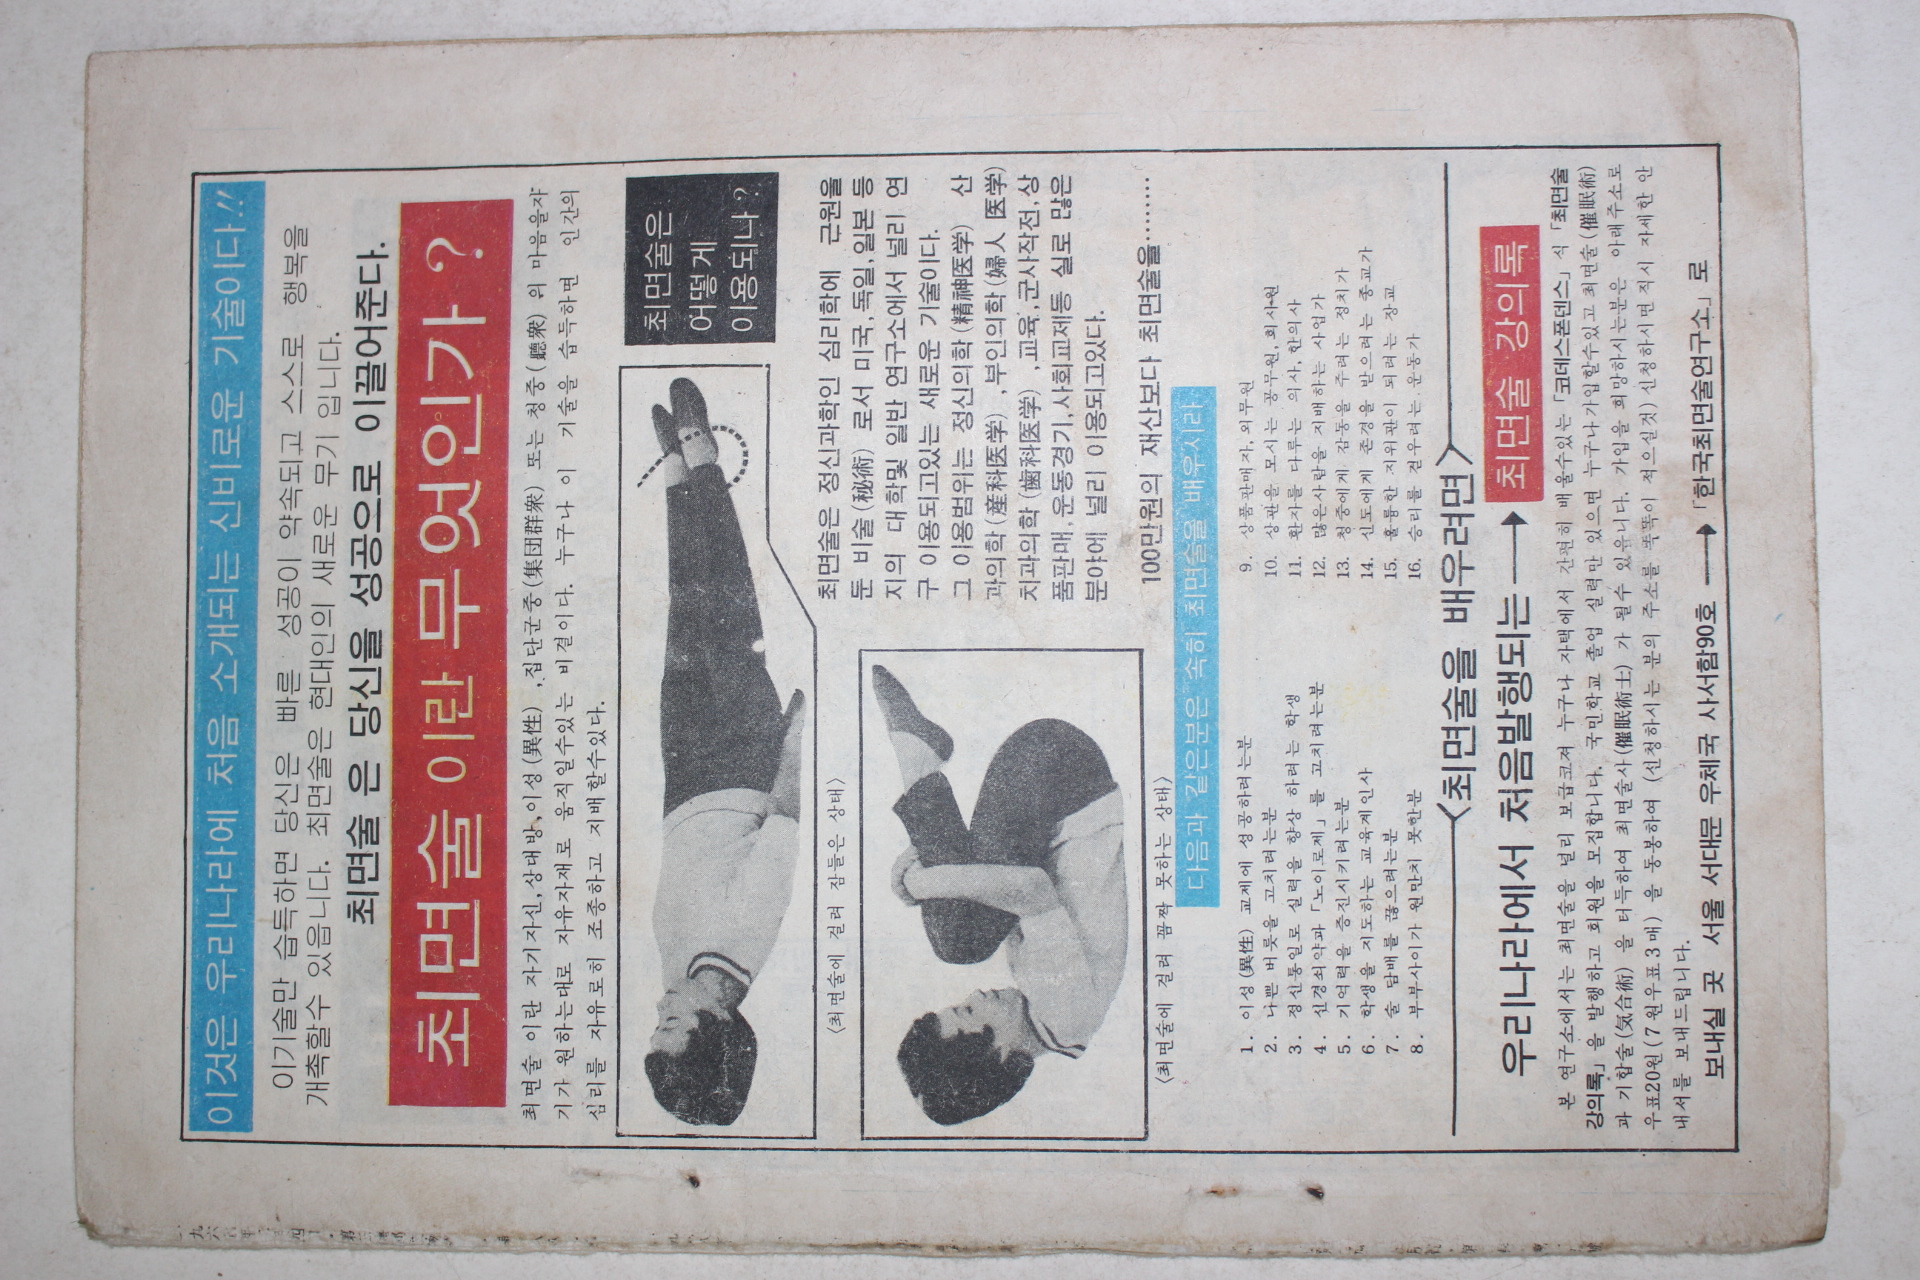 이것은 우리나라에 처음 소개되는 신비로운 기술이다.!!
이기술만 습득하면 당신은 빠른 성공이 약속되고 스스로 행복을
개촉할수 있읍니다. 최면술은 현대인의 새로운 무기 입니다.
최면술 은 당신을 성공으로 이끌어준다.
최면술 이란 무엇인가?
최면술 이란 자기자신,상대방,이성(異性),집단군중(集団群衆) 또는 청중(聽衆)의 마음을자
기가 원하는대로 자유자재로 움직일수있는 비결이다. 누구나 이 기술을 습득하면 인간의
심리를 자유로히 조종하고 지배할수있다.
최면술은
어떻게
이용되나?
<최면술에 걸려 잠들은 상태>
최면술은 정신과학인 심리학에 근원을
둔 비술(秘術) 로서 미국,독일,일본 등
지의 대학및 일반 연구소에서 널리 연
구 이용되고있는 새로운 기술이다.
그 이용범위는 정신의학(精神医学) 산
과의학(産科医学),부인의학(婦人 医学)
치과의학(歯科医学),교육,군사작전,상
품판매,운동경기,사회교제등 실로 많은
분야에 널리 이용되고있다.
<최면술에 걸려 꼼짝 못하는 상태>
100만원의 재산보다 최면술을………
다음과 같은분은 속히 최면술을 배우시라
1. 이성(異性) 교제에 성공하려는분
2. 나쁜 버릇을 고치려는분
3. 정신통일로 실력을 향상 하려는 학생
4. 신경쇠약과 「노이로제」를 고치려는분
5. 기억력을 증진시키려는분
6. 학생을 지도하는 교육계인사
7. 술 담배를 끊으려는분
8. 부부사이가 원만치 못한분
9. 상품판매자,외무원
10. 상관을 모시는 공무원,회사원
11. 환자를 다루는 의사,한의사
12. 많은사람을 지배하는 사업가
13. 청중에게 감동을 주려는 정치가
14. 신도에게 존경을 받으려는 종교가
15. 훌륭한 지휘관이 되려는 장교
16. 승리를 겉우려는 운동가
<최면술을 배우려면>
우리나라에서 처음발행되는 → 최면술 강의록
본 연구소에서는 최면술을 널리 보급코져 누구나 자택에서 간편히 배울수있는 「코데스폰덴스」식 「최면술
강의록」을 발행하고 회원을 모집합니다. 국민학교 졸업 실력만 있으면 누구나 가입할수있고 최면술(催眠術)
과 기합술(気合術) 을 터득하여 최면술사(催眠術士) 가 될수 있읍니다. 가입을 희망하시는분은 아래주소로
우표20원(7원우표3매) 을 동봉하여 (신청하시는 분의 주소를 똑똑이 적으실것) 신청하시면 직시 자세한 안
내서를 보내드립니다.
보내실 곳 서울 서대문 우체국 사서함90호 → 「한국최면술연구소」로